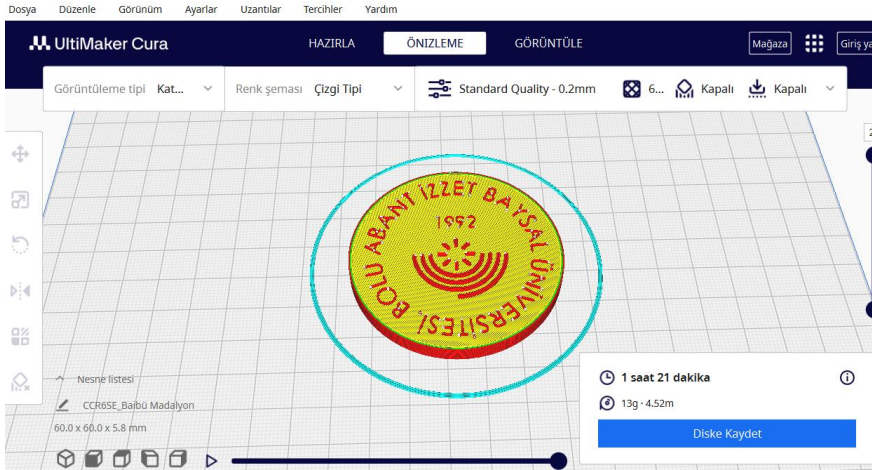 Dosya Düzenle Görünüm Ayarlar Uzantılar Tercihler Yardım
UltiMaker Cura HAZIRLA ÖNİZLEME GÖRÜNTÜLE Mağaza Giriş ya
Görüntüleme tipi Kat... Renk şeması Çizgi Tipi Standard Quality - 0.2mm 6... Kapalı Kapalı
2
BOLU ABANT İZZET BAYSAL ÜNİVERSİTESİ,
1992
1 saat 21 dakika
13g · 4.52m
Diske Kaydet
Nesne listesi
CCR6SE_Baibü Madalyon
60.0 x 60.0 x 5.8 mm